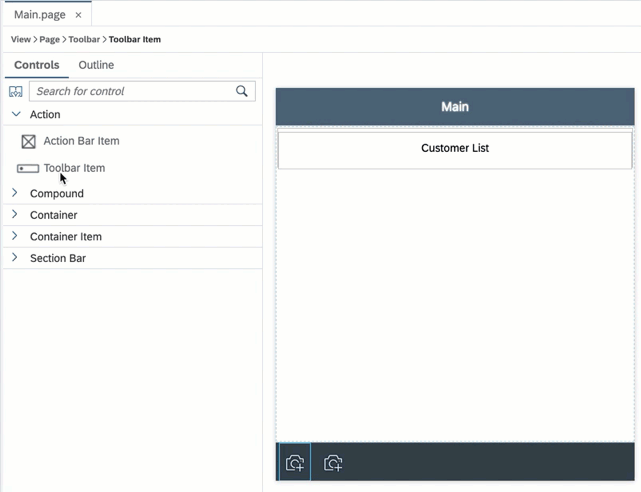 Main.page ×
View > Page > Toolbar > Toolbar Item
Controls Outline
Search for control
Action
Action Bar Item
Toolbar Item
Compound
Container
Container Item
Section Bar
Main
Customer List